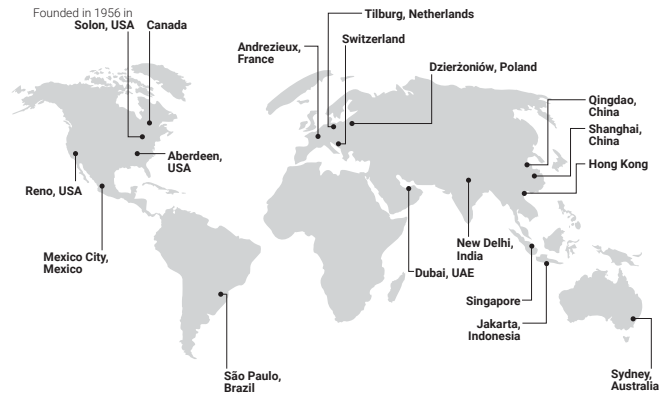 Founded in 1956 in
Solon, USA
Canada
Tilburg, Netherlands
Switzerland
Andrezieux,
France
Dzierżoniów, Poland
Qingdao,
China
Shanghai,
China
Hong Kong
Aberdeen,
USA
Reno, USA
Mexico City,
Mexico
New Delhi,
India
Dubai, UAE
Singapore
Jakarta,
Indonesia
São Paulo,
Brazil
Sydney,
Australia